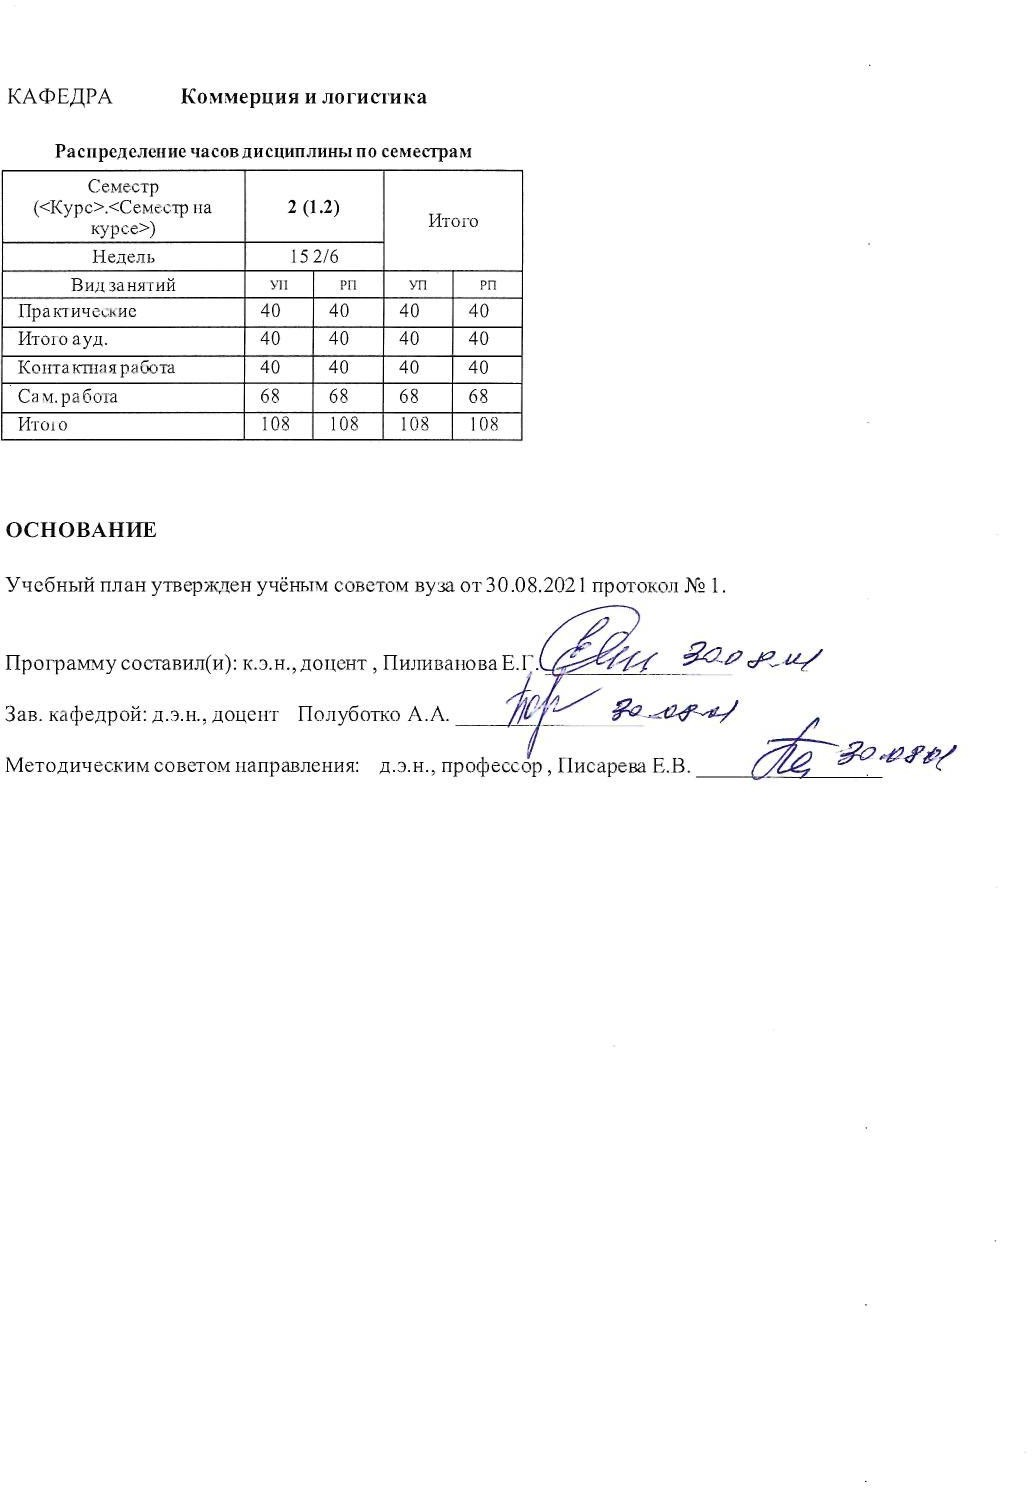 КАФЕДРА Коммерция и логистика
Распределение часов дисциплины по семестрам
Семестр
(<Курс>.<Семестр на
курсе>)
2 (1.2)
Итого
Недель 15 2/6
Вид занятий УП РП УП РП
Практические 40 40 40 40
Итого ауд. 40 40 40 40
Контактная работа 40 40 40 40
Сам. работа 68 68 68 68
Итого 108 108 108 108
ОСНОВАНИЕ
Учебный план утвержден учёным советом вуза от 30.08.2021 протокол № 1.
Программу составил(и): к.э.н., доцент , Пиливанова Е.Г. 30.08.21
Зав. кафедрой: д.э.н., доцент Полуботко А.А. 30.08.21
Методическим советом направления: д.э.н., профессор , Писарева Е.В. 30.08.21